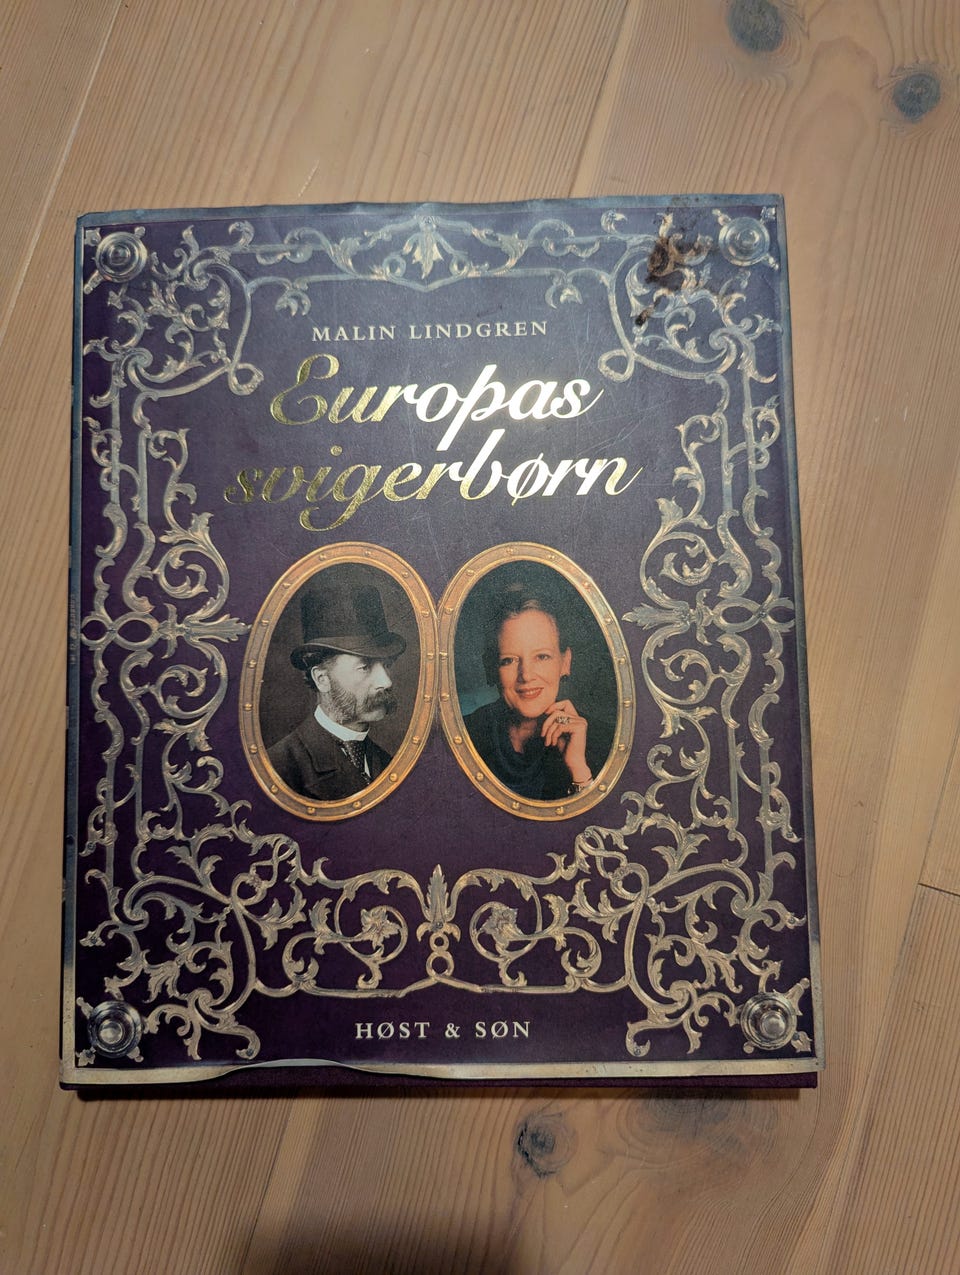 MALIN LINDGREN
Europas
svigerbørn
HØST & SØN